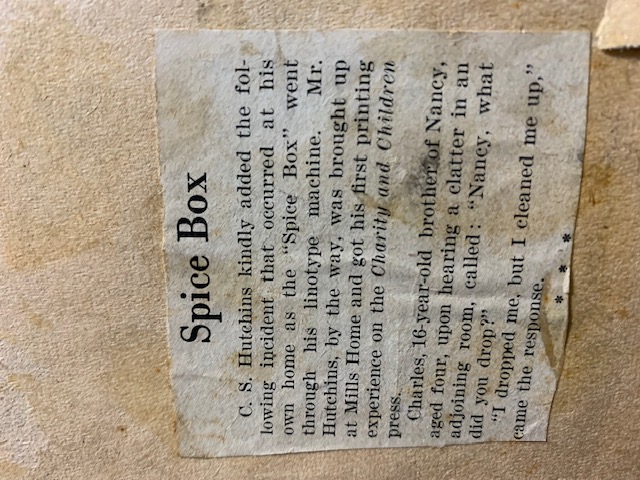 Spice Box
C. S. Hutchins kindly added the fol-
lowing incident that occurred at his
own home as the "Spice Box" went
through his linotype machine. Mr.
Hutchins, by the way, was brought up
at Mills Home and got his first printing
experience on the Charity and Children
press.
Charles, 16-year-old brother of Nancy,
aged four, upon hearing a clatter in an
adjoining room, called: "Nancy, what
did you drop?"
"I dropped me, but I cleaned me up,"
came the response.
* * *